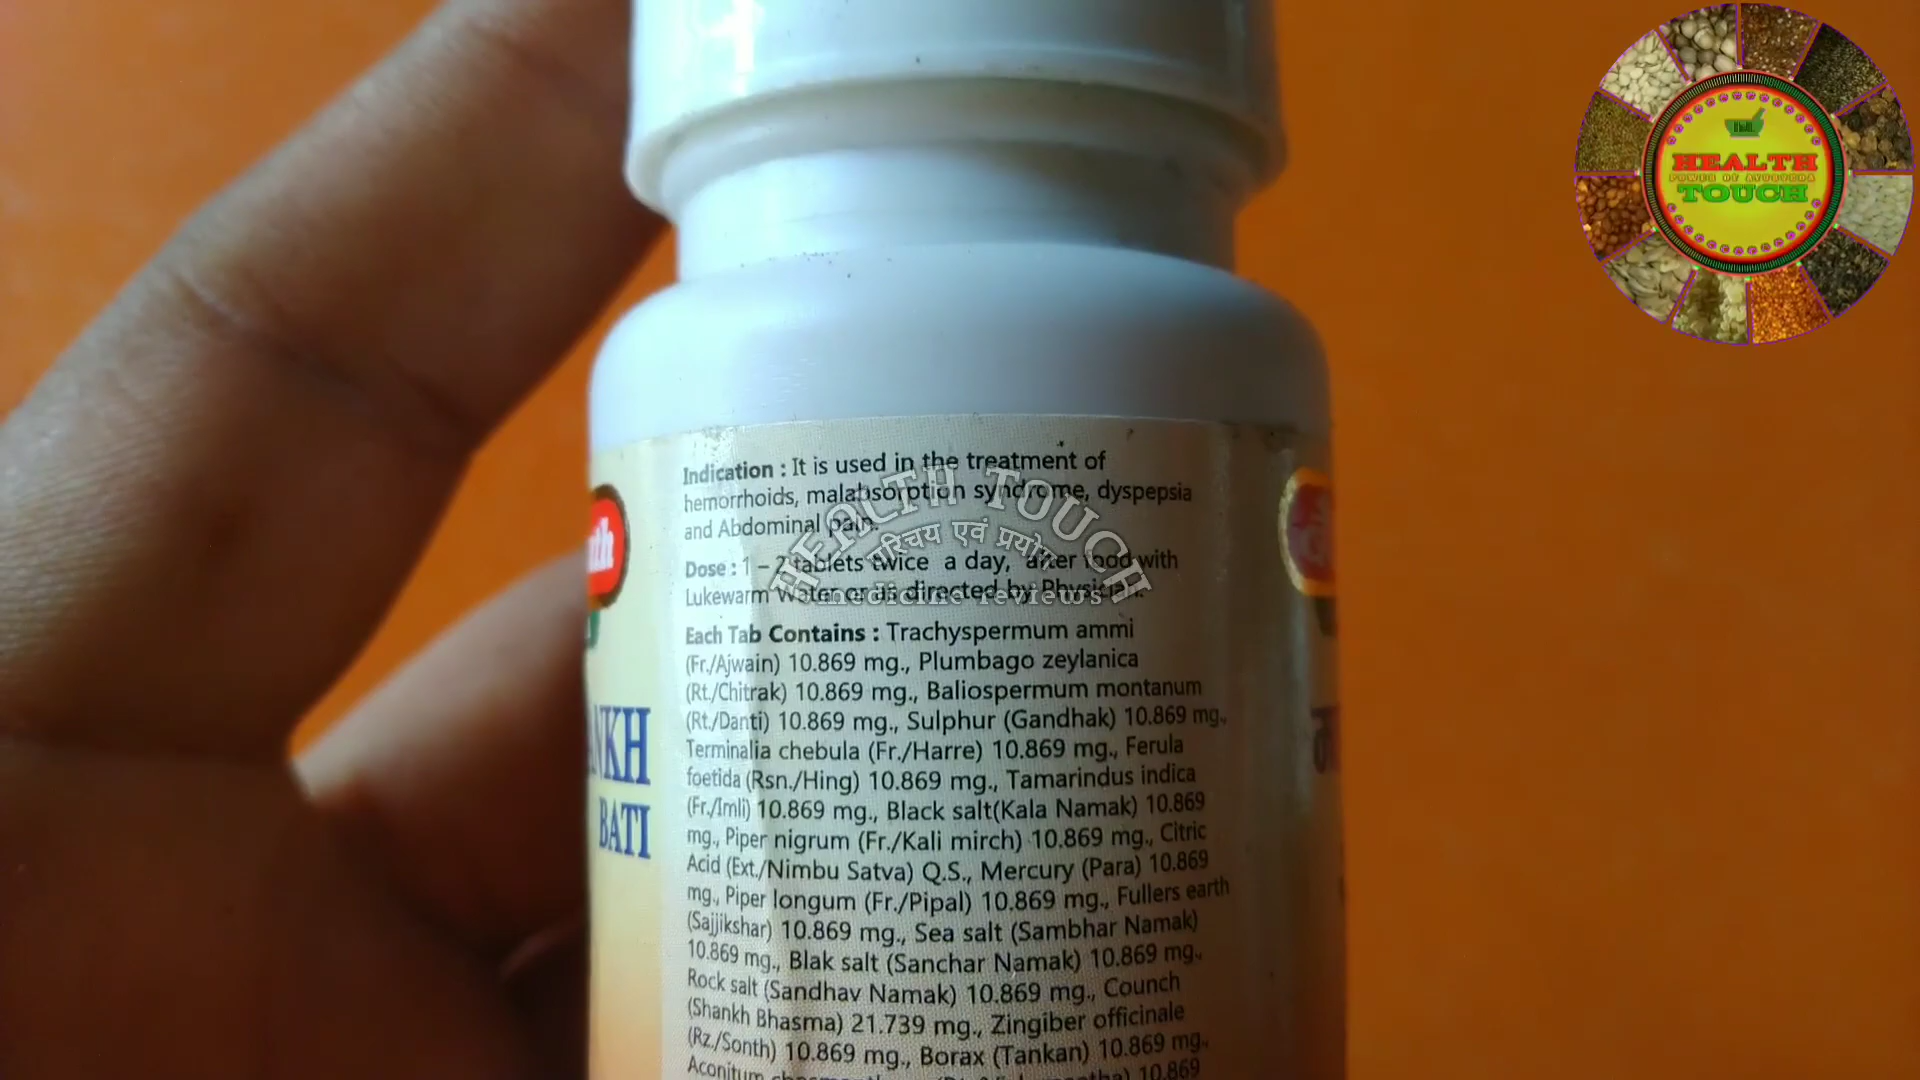 HEALTH
POWER OF AYURVEDA
TOUCH
Indication : It is used in the treatment of
hemorrhoids, malabsorption syndrome, dyspepsia
and Abdominal pain.
Dose : 1 – 2 tablets twice a day, after food with
Lukewarm Water or as directed by Physician.
HEALTH TOUCH
परिचय एवं प्रयोग
medicine reviews
Each Tab Contains : Trachyspermum ammi
(Fr./Ajwain) 10.869 mg., Plumbago zeylanica
(Rt./Chitrak) 10.869 mg., Baliospermum montanum
(Rt./Danti) 10.869 mg., Sulphur (Gandhak) 10.869 mg.,
Terminalia chebula (Fr./Harre) 10.869 mg., Ferula
foetida (Rsn./Hing) 10.869 mg., Tamarindus indica
(Fr./Imli) 10.869 mg., Black salt(Kala Namak) 10.869
mg., Piper nigrum (Fr./Kali mirch) 10.869 mg., Citric
Acid (Ext./Nimbu Satva) Q.S., Mercury (Para) 10.869
mg., Piper longum (Fr./Pipal) 10.869 mg., Fullers earth
(Sajjikshar) 10.869 mg., Sea salt (Sambhar Namak)
10.869 mg., Blak salt (Sanchar Namak) 10.869 mg.,
Rock salt (Sandhav Namak) 10.869 mg., Counch
(Shankh Bhasma) 21.739 mg., Zingiber officinale
(Rz./Sonth) 10.869 mg., Borax (Tankan) 10.869 mg.,
Aconitum 10.869
NKH
BATI